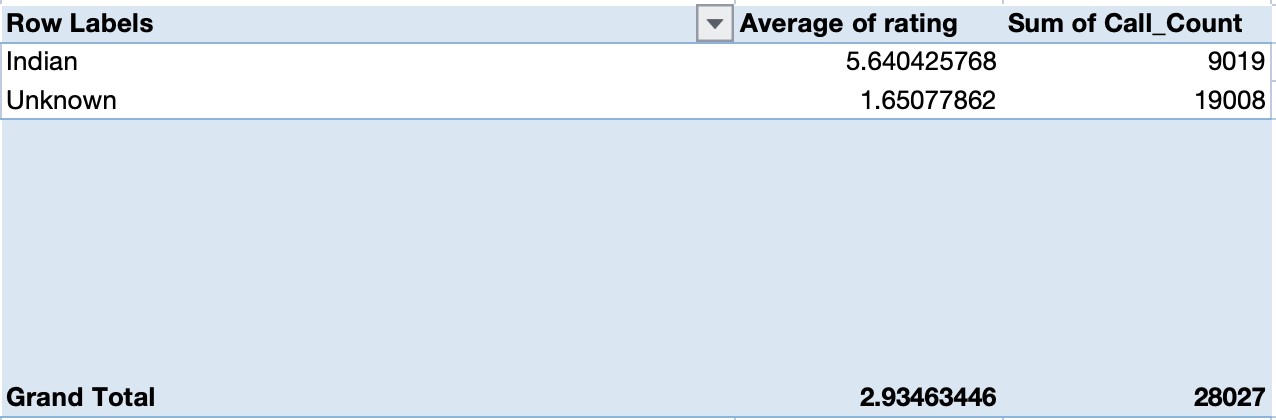 Row Labels Average of rating Sum of Call_Count
Indian 5.640425768 9019
Unknown 1.65077862 19008
Grand Total 2.93463446 28027